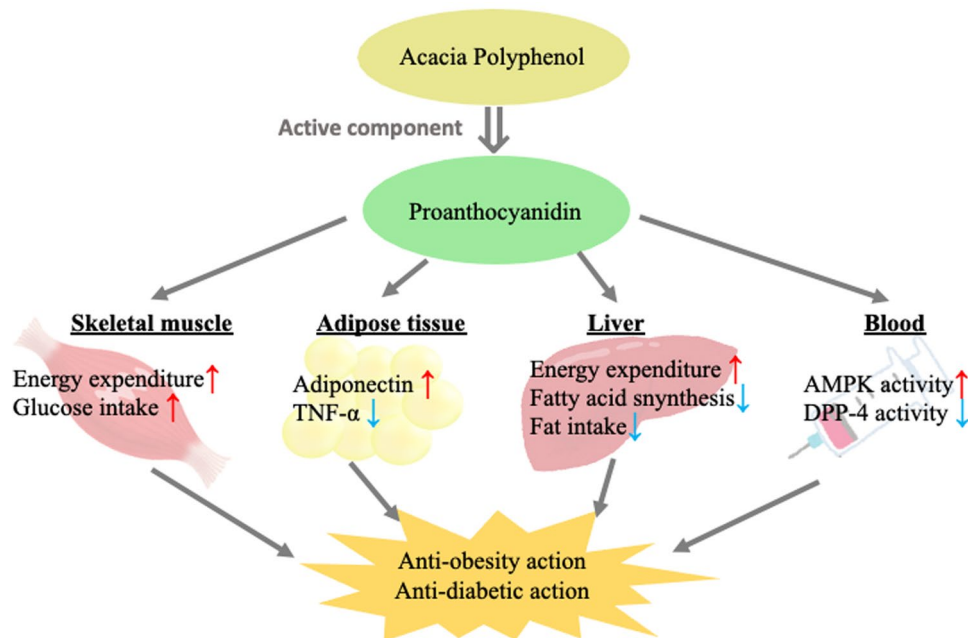 Acacia Polyphenol
Active component
Proanthocyanidin
Skeletal muscle
Energy expenditure↑
Glucose intake↑
Adipose tissue
Adiponectin↑
TNF-α↓
Liver
Energy expenditure↑
Fatty acid snynthesis↓
Fat intake↓
Blood
AMPK activity↑
DPP-4 activity↓
Anti-obesity action
Anti-diabetic action